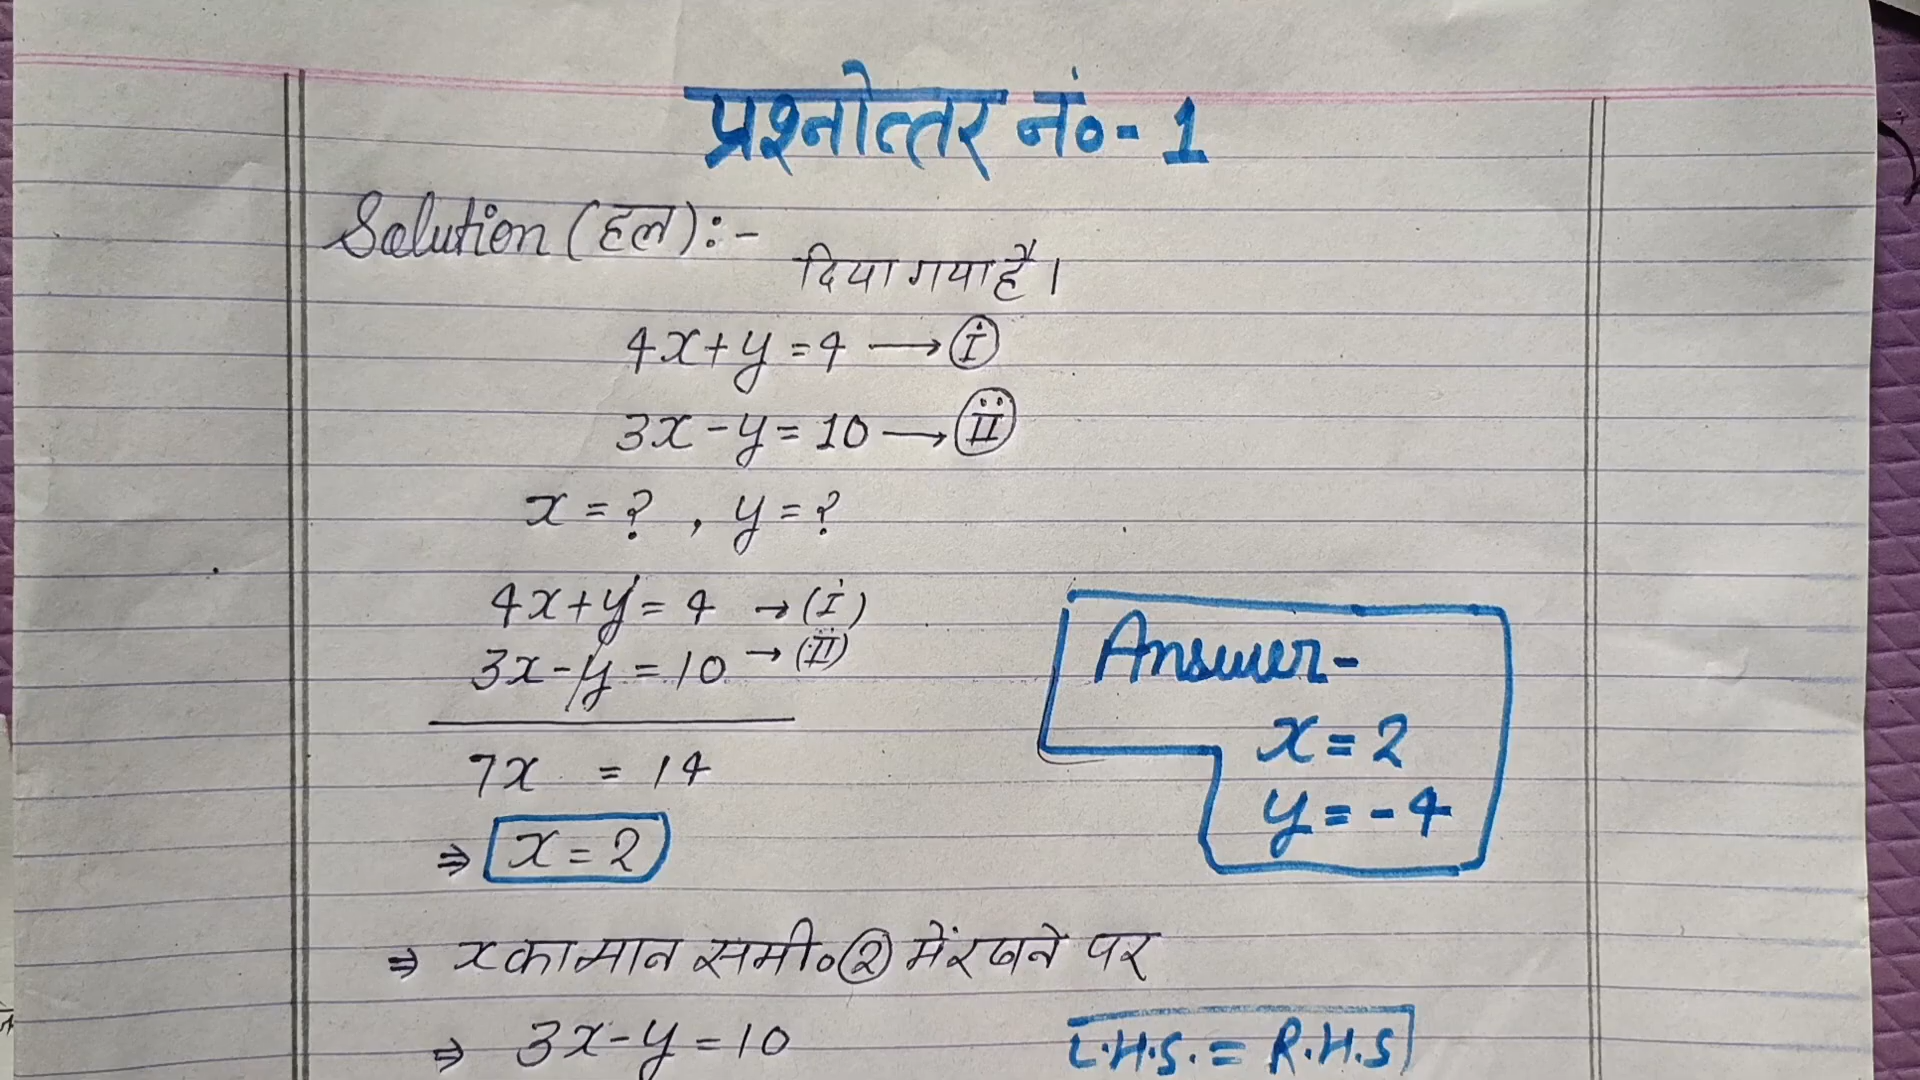 प्रश्नोत्तर नं०- 1
Solution (हल):-
दिया गया है।
4x+y=4 → (i)
3x-y=10 → (ii)
x=? , y=?
4x+y=4 → (i)
3x-y=10 → (ii)
7x = 14
⇒ x=2
Answer-
x=2
y=-4
⇒ x का मान समी० (2) में रखने पर
⇒ 3x-y=10
L.H.S. = R.H.S